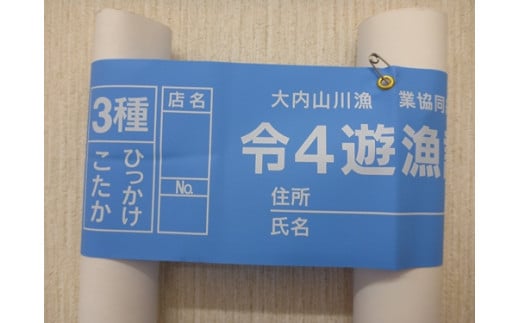 3種
ひっかけ
こたか
店名
No.
大内山川漁 業協同
令4遊漁
住所
氏名